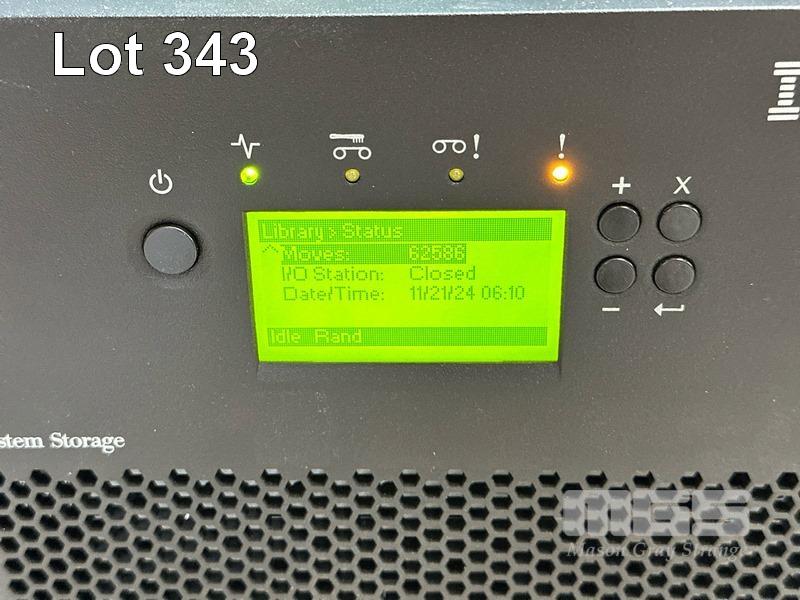 Lot 343
! !
+ X
Library > Status
Moves: 62586
I/O Station: Closed
Date/Time: 11/21/24 06:10
Idle Rand
−
stem Storage
MGS
Mason Gray Strange